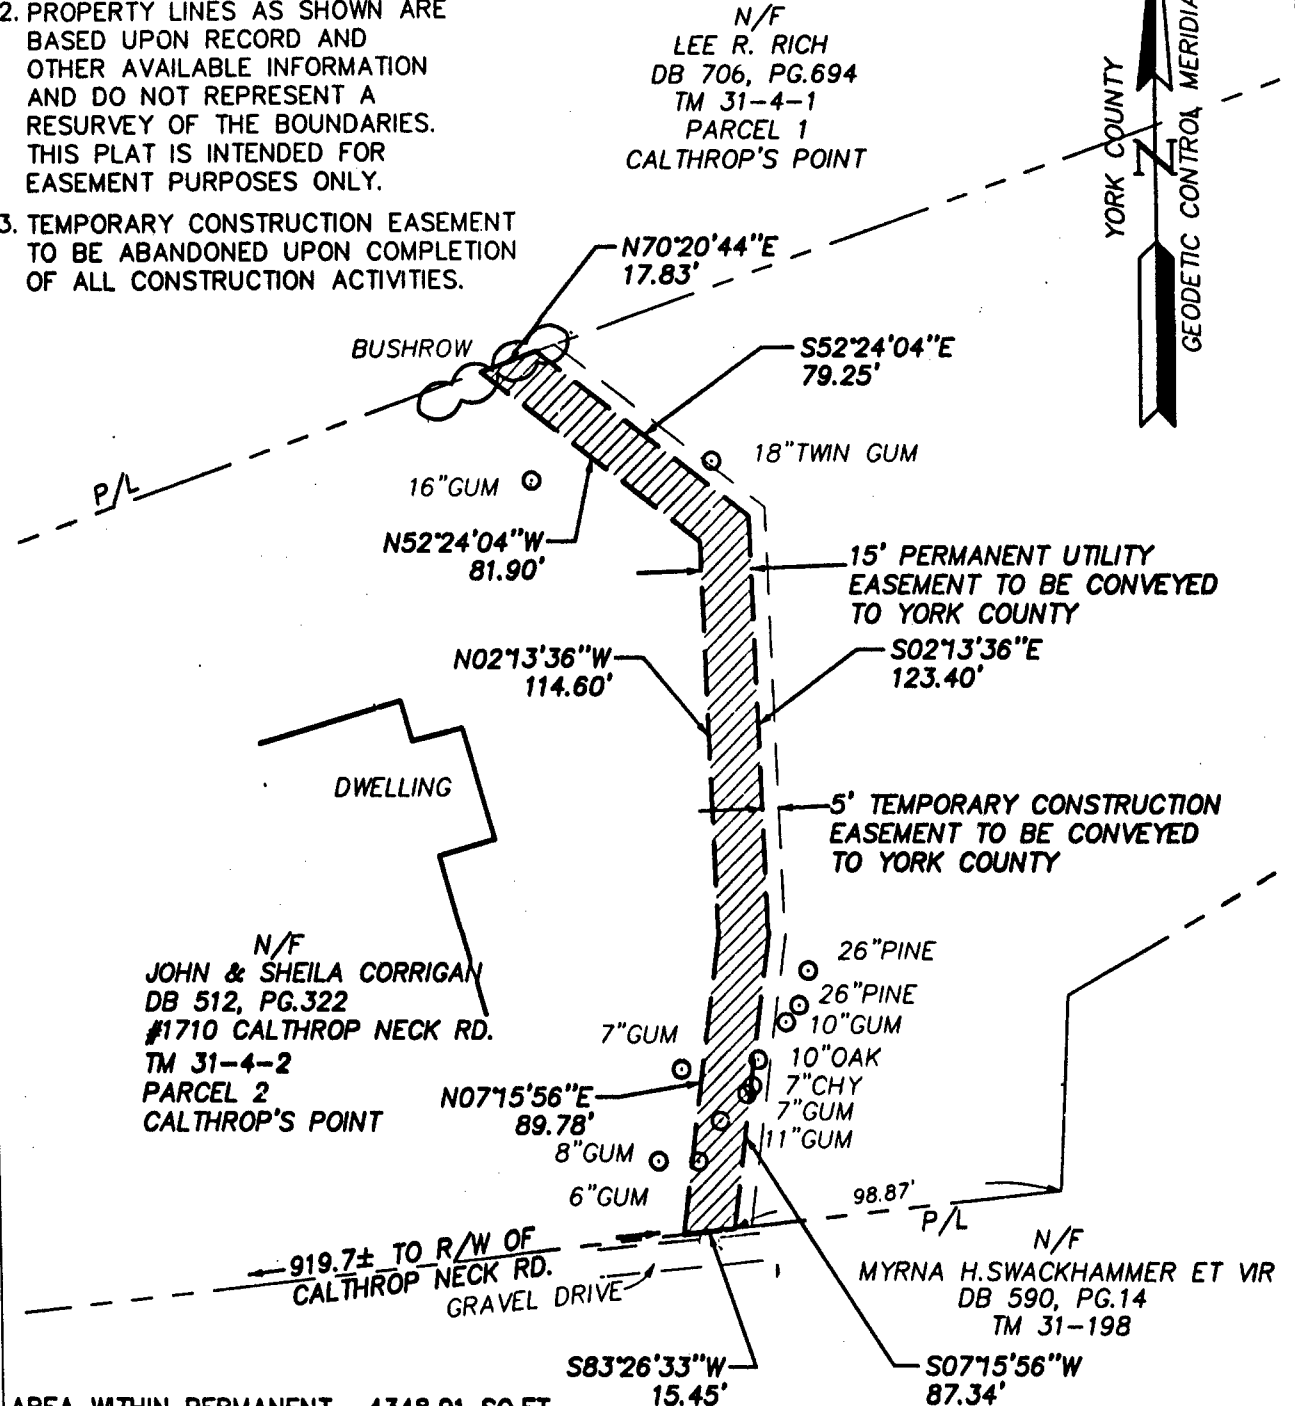 2. PROPERTY LINES AS SHOWN ARE
BASED UPON RECORD AND
OTHER AVAILABLE INFORMATION
AND DO NOT REPRESENT A
RESURVEY OF THE BOUNDARIES.
THIS PLAT IS INTENDED FOR
EASEMENT PURPOSES ONLY.
3. TEMPORARY CONSTRUCTION EASEMENT
TO BE ABANDONED UPON COMPLETION
OF ALL CONSTRUCTION ACTIVITIES.
N/F
LEE R. RICH
DB 706, PG.694
TM 31-4-1
PARCEL 1
CALTHROP'S POINT
YORK COUNTY
N
GEODETIC CONTROL
N70°20'44"E
17.83'
BUSHROW
S52°24'04"E
79.25'
18"TWIN GUM
16"GUM
P/L
N52°24'04"W
81.90'
15' PERMANENT UTILITY
EASEMENT TO BE CONVEYED
TO YORK COUNTY
N02°13'36"W
114.60'
S02°13'36"E
123.40'
DWELLING
5' TEMPORARY CONSTRUCTION
EASEMENT TO BE CONVEYED
TO YORK COUNTY
N/F
JOHN & SHEILA CORRIGAN
DB 512, PG.322
#1710 CALTHROP NECK RD.
TM 31-4-2
PARCEL 2
CALTHROP'S POINT
26"PINE
26"PINE
10"GUM
7"GUM
10"OAK
7"CHY
7"GUM
11"GUM
N07°15'56"E
89.78'
8"GUM
6"GUM
98.87'
P/L
919.7± TO R/W OF
CALTHROP NECK RD.
GRAVEL DRIVE
N/F
MYRNA H.SWACKHAMMER ET VIR
DB 590, PG.14
TM 31-198
S83°26'33"W
15.45'
S07°15'56"W
87.34'
AREA WITHIN PERMANENT 4348.91 SQ.FT.